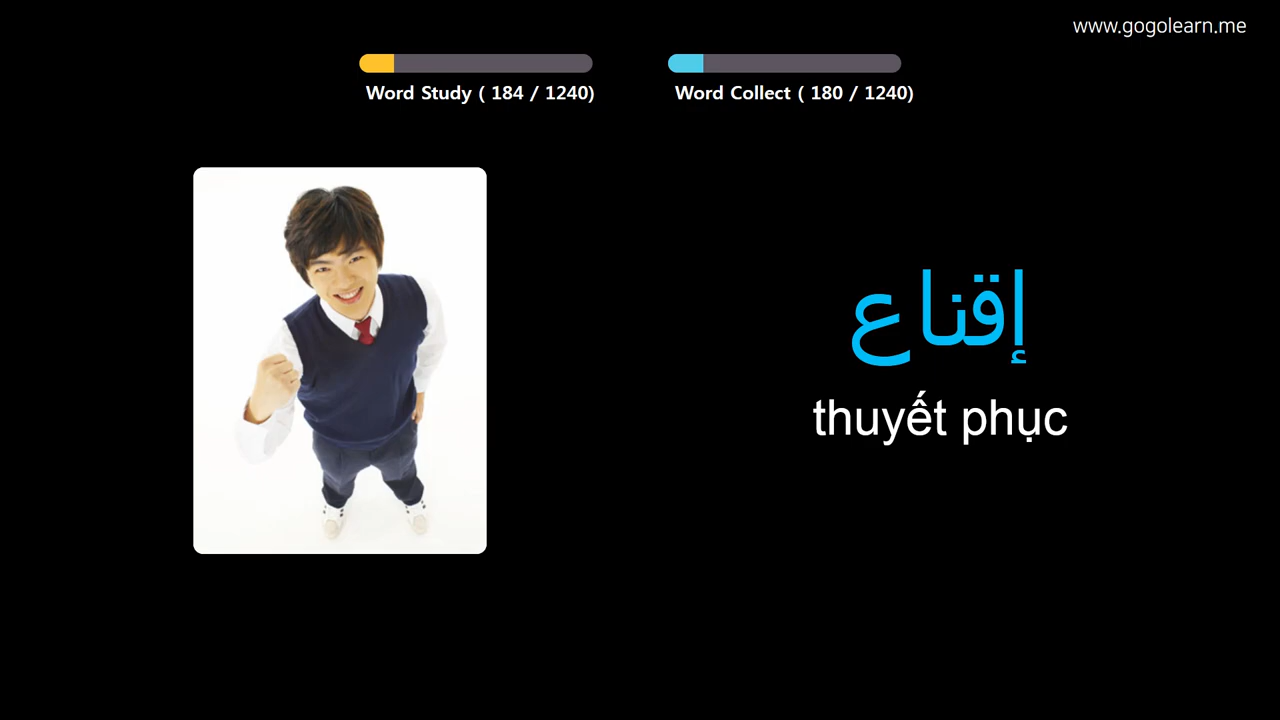 www.gogolearn.me
Word Study ( 184 / 1240)
Word Collect ( 180 / 1240)
إقناع
thuyết phục